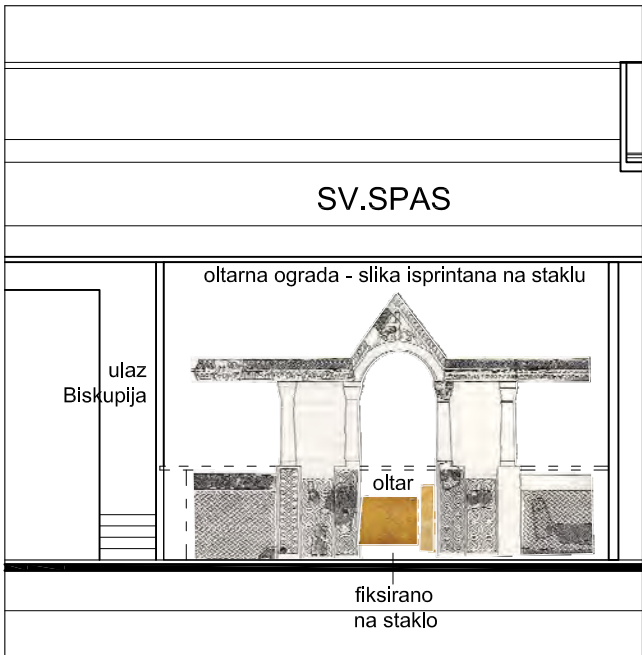 SV.SPAS
oltarna ograda - slika isprintana na staklu
ulaz
Biskupija
oltar
fiksirano
na staklo